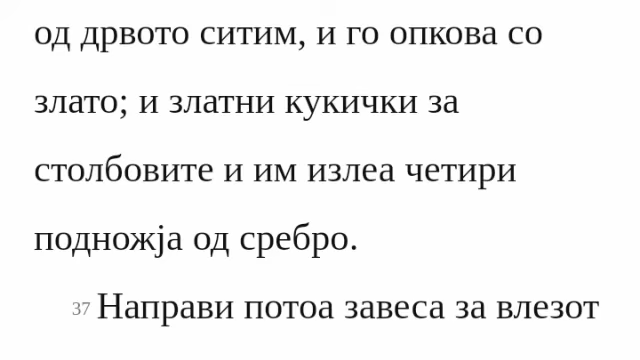 од дрвото ситим, и го опкова со
злато; и златни кукички за
столбовите и им излеа четири
подножја од сребро.
37 Направи потоа завеса за влезот